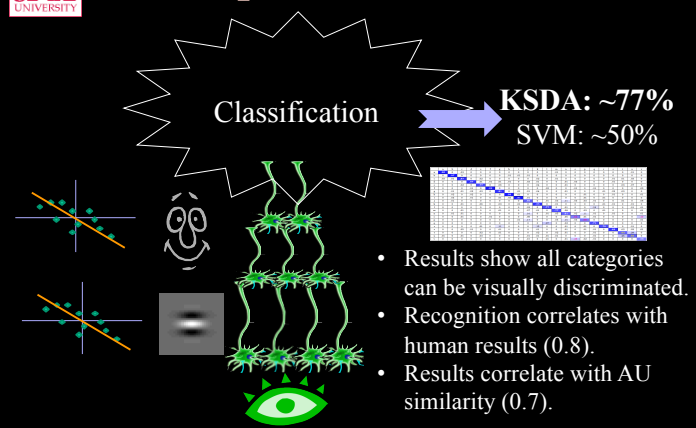 UNIVERSITY
Classification
KSDA: ~77%
SVM: ~50%
• Results show all categories
can be visually discriminated.
• Recognition correlates with
human results (0.8).
• Results correlate with AU
similarity (0.7).